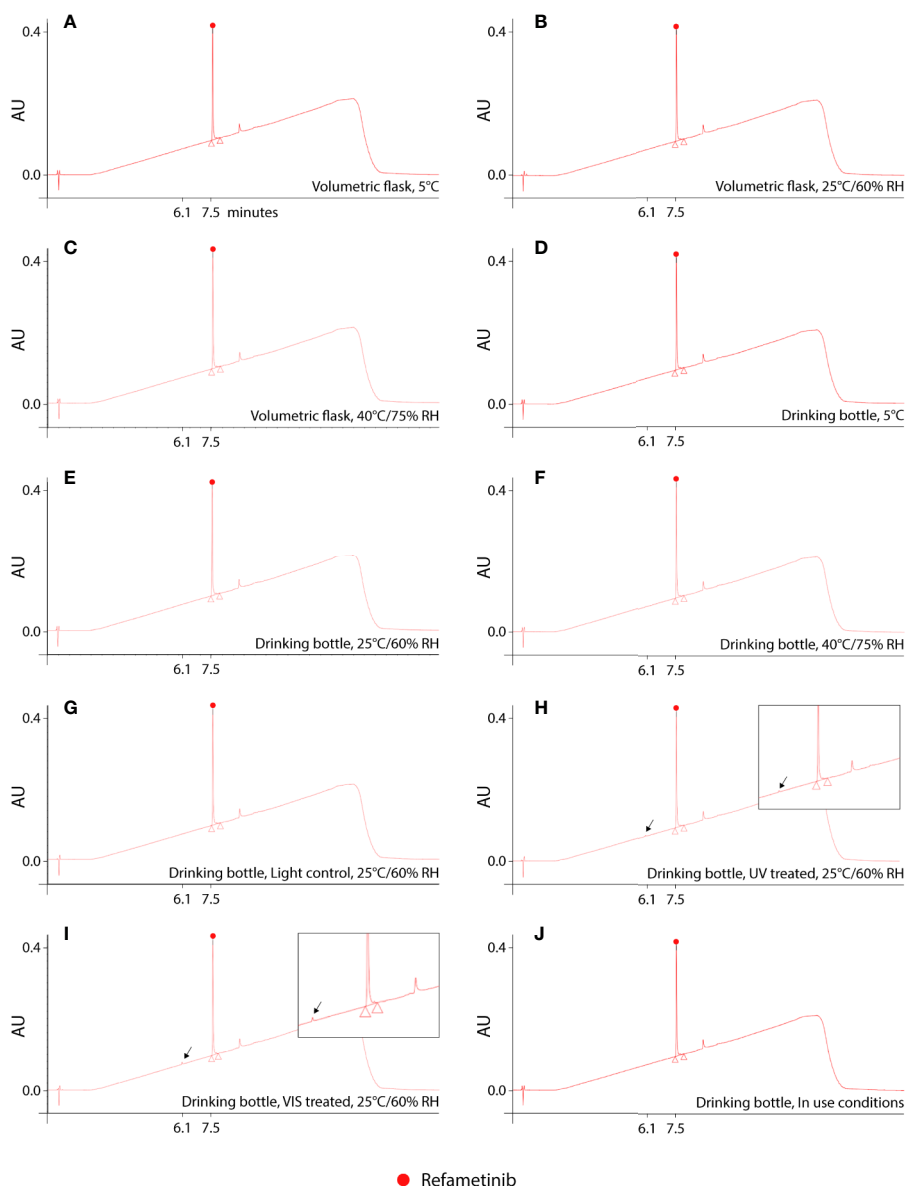 A
0.4
AU
0.0
Volumetric flask, 5°C
6.1 7.5 minutes
B
0.4
AU
0.0
Volumetric flask, 25°C/60% RH
6.1 7.5
C
0.4
AU
0.0
Volumetric flask, 40°C/75% RH
6.1 7.5
D
0.4
AU
0.0
Drinking bottle, 5°C
6.1 7.5
E
0.4
AU
0.0
Drinking bottle, 25°C/60% RH
6.1 7.5
F
0.4
AU
0.0
Drinking bottle, 40°C/75% RH
6.1 7.5
G
0.4
AU
0.0
Drinking bottle, Light control, 25°C/60% RH
6.1 7.5
H
0.4
AU
0.0
Drinking bottle, UV treated, 25°C/60% RH
6.1 7.5
I
0.4
AU
0.0
Drinking bottle, VIS treated, 25°C/60% RH
6.1 7.5
J
0.4
AU
0.0
Drinking bottle, In use conditions
6.1 7.5
Refametinib